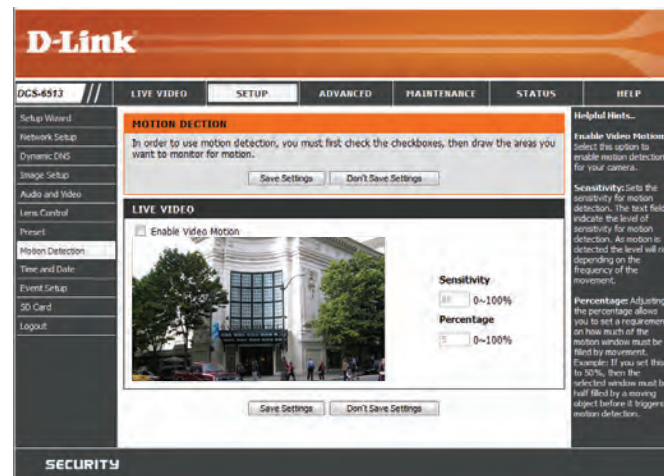 D-Link
DCS-6513
LIVE VIDEO
SETUP
ADVANCED
MAINTENANCE
STATUS
HELP
Setup Wizard
Network Setup
Dynamic DNS
Image Setup
Audio and Video
Lens Control
Preset
Motion Detection
Time and Date
Event Setup
SD Card
Logout
MOTION DECTION
In order to use motion detection, you must first check the checkboxes, then draw the areas you
want to monitor for motion.
Save Settings
Don't Save Settings
LIVE VIDEO
Enable Video Motion
Sensitivity
0~100%
Percentage
5
0~100%
Save Settings
Don't Save Settings
Helpful Hints..
Enable Video Motion:
Select this option to
enable motion detection
for your camera.
Sensitivity: Sets the
sensitivity for motion
detection. The text field
indicate the level of
sensitivity for motion
detection. As motion is
detected the level will
depending on the
frequency of the
movement.
Percentage: Adjusting
the percentage allows
you to set a
on how much of the
motion window must be
filled by movement.
Example: If you set this
to 50%, then the
selected window must
half filled by a moving
object before it triggers
motion detection.
SECURITY